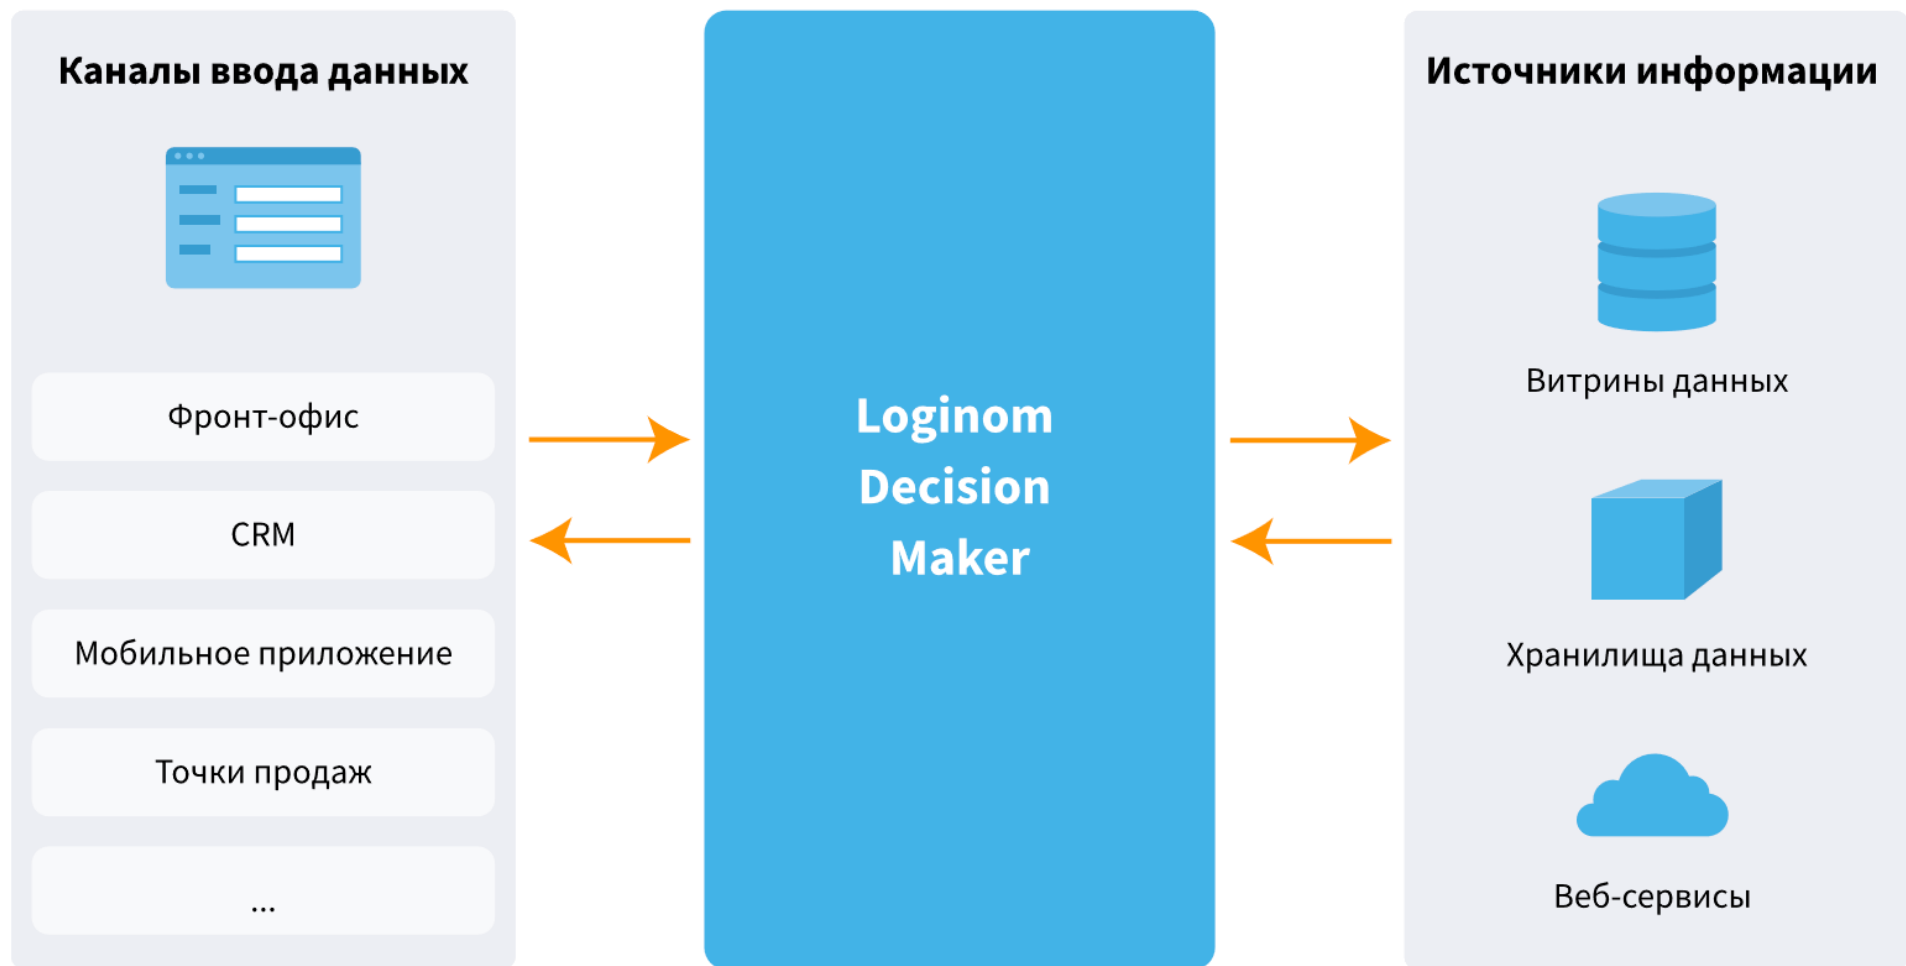 Каналы ввода данных
Фронт-офис
CRM
Мобильное приложение
Точки продаж
...
Loginom
Decision
Maker
Источники информации
Витрины данных
Хранилища данных
Веб-сервисы